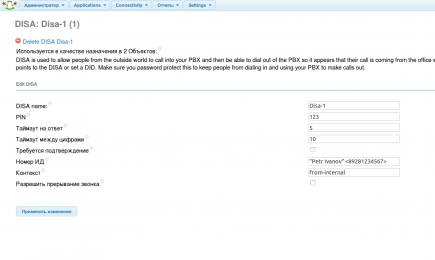 Администратор Applications Connectivity Отчеты Settings
DISA: Disa-1 (1)
Delete DISA Disa-1
Используется в качестве назначения в 2 Объектов:
DISA is used to allow people from the outside world to call into your PBX and then be able to dial out of the PBX so it appears that their call is coming from the office w
points to the DISA or set a DID. Make sure you password protect this to keep people from dialing in and using your PBX to make calls out.
Edit DISA
DISA name: Disa-1
PIN 123
Таймаут на ответ 5
Таймаут между цифрами 10
Требуется подтверждение
Номер ИД "Petr Ivanov" <89281234567>
Контекст from-internal
Разрешить прерывание звонка
Применить изменения